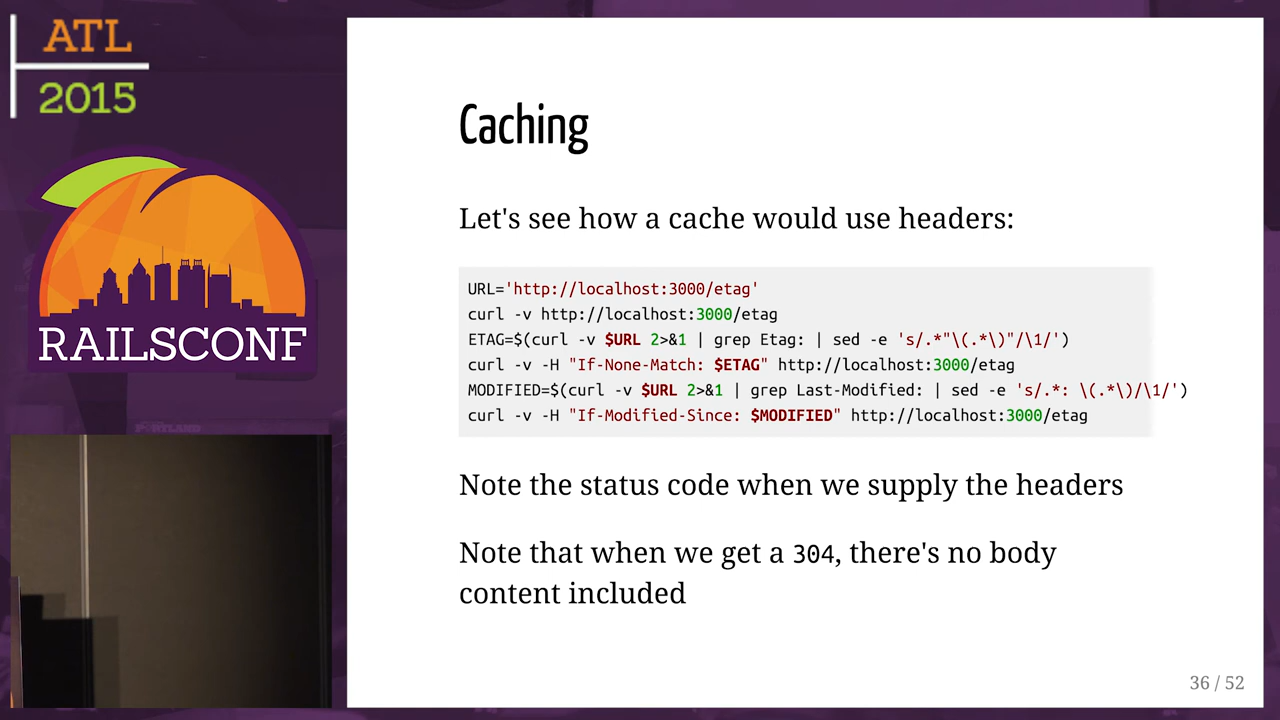 ATL
2015
RAILSCONF
Caching
Let's see how a cache would use headers:
URL='http://localhost:3000/etag'
curl -v http://localhost:3000/etag
ETAG=$(curl -v $URL 2>&1 | grep Etag: | sed -e 's/.*"\(.*\)"/\1/')
curl -v -H "If-None-Match: $ETAG" http://localhost:3000/etag
MODIFIED=$(curl -v $URL 2>&1 | grep Last-Modified: | sed -e 's/.*: \(.*\)/\1/')
curl -v -H "If-Modified-Since: $MODIFIED" http://localhost:3000/etag
Note the status code when we supply the headers
Note that when we get a 304, there's no body
content included
36 / 52
PORTLAND